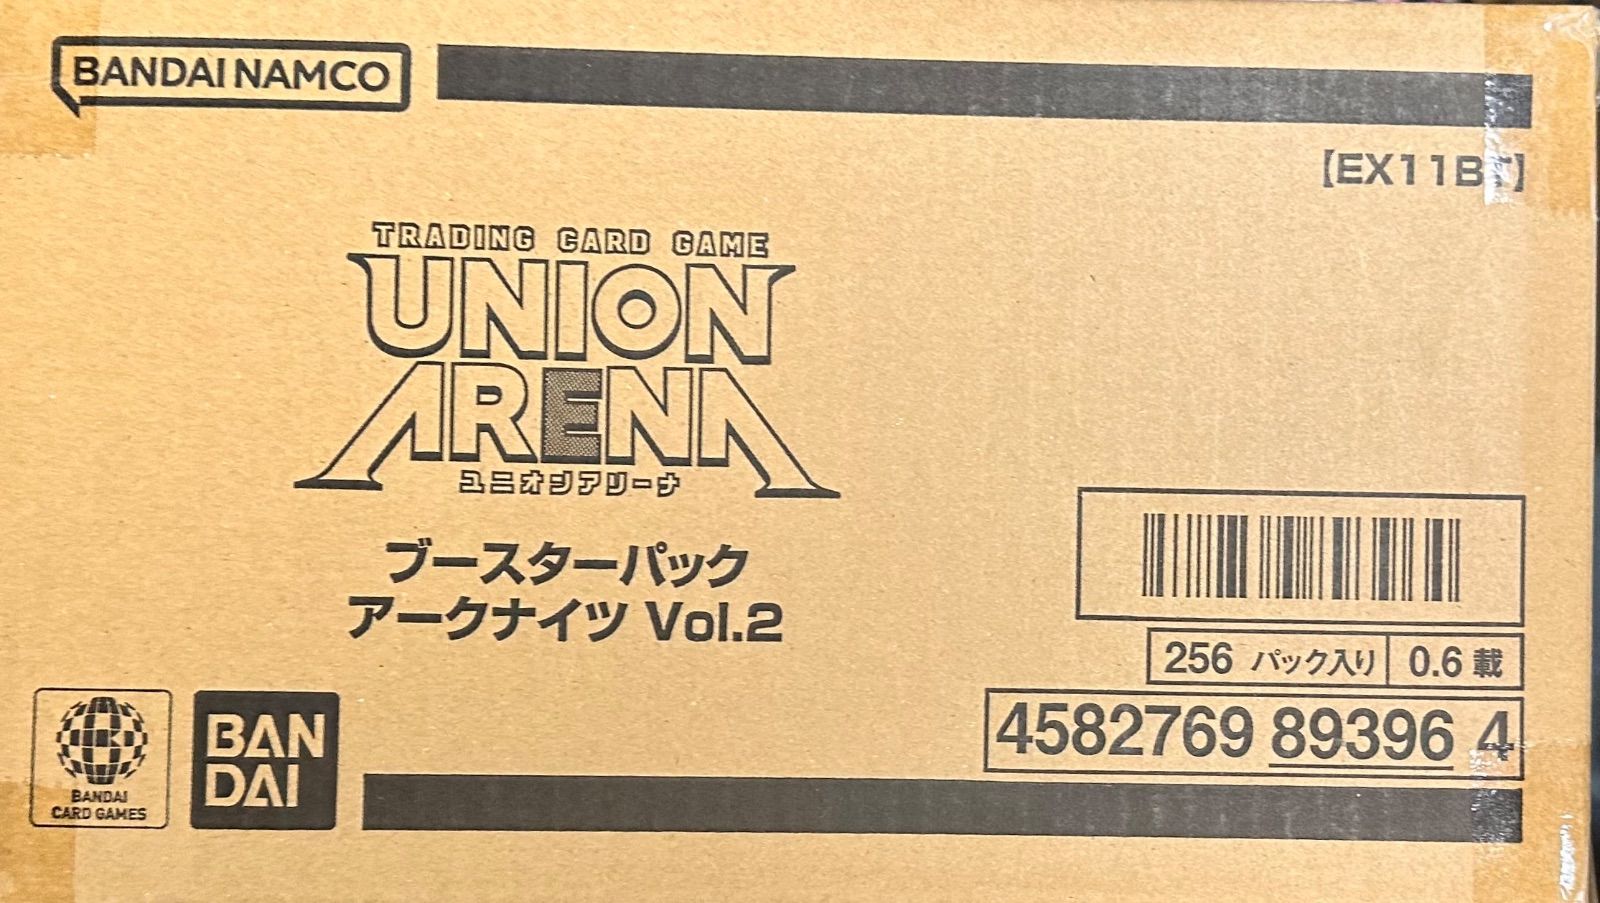 BANDAI NAMCO
【EX11BT】
TRADING CARD GAME
UNION
ARENA
ユニオンアリーナ
ブースターパック
アークナイツ Vol.2
256 パック入り 0.6 載
4582769 89396 4
BANDAI
CARD GAMES
BAN
DAI